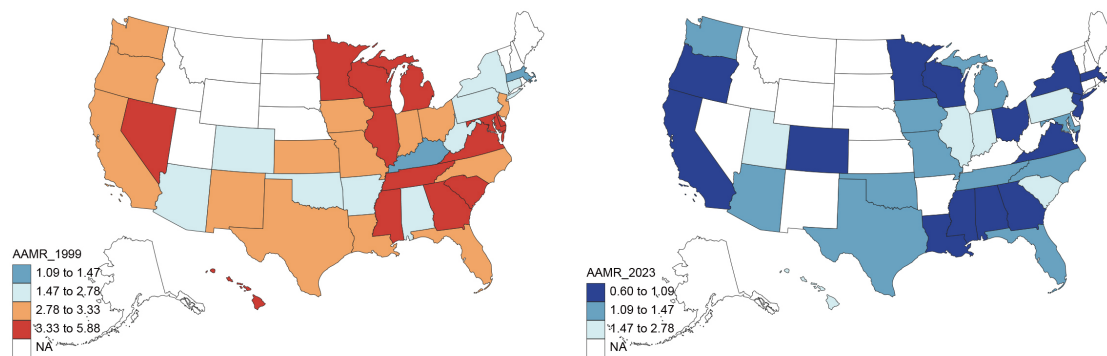 AAMR_1999
1.09 to 1.47
1.47 to 2.78
2.78 to 3.33
3.33 to 5.88
NA
AAMR_2023
0.60 to 1.09
1.09 to 1.47
1.47 to 2.78
NA